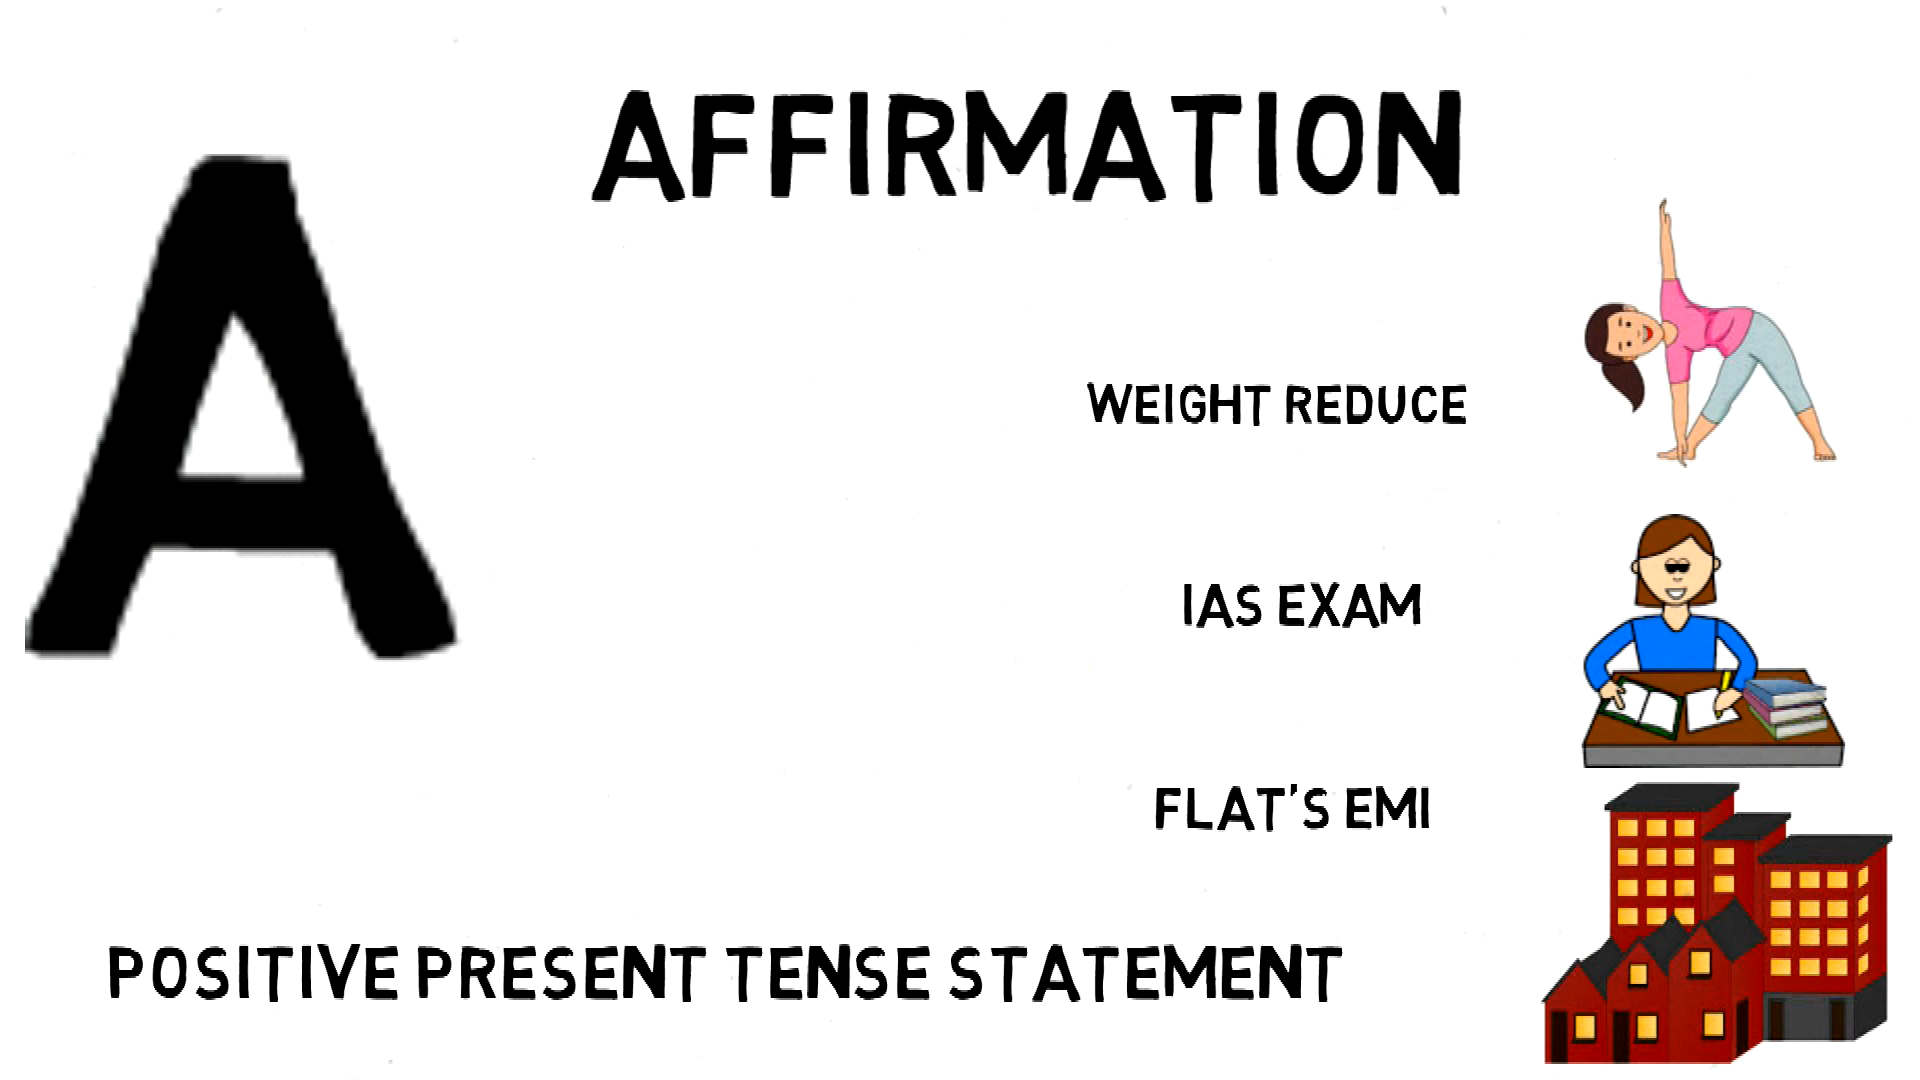 A
AFFIRMATION
WEIGHT REDUCE
IAS EXAM
FLAT'S EMI
POSITIVE PRESENT TENSE STATEMENT